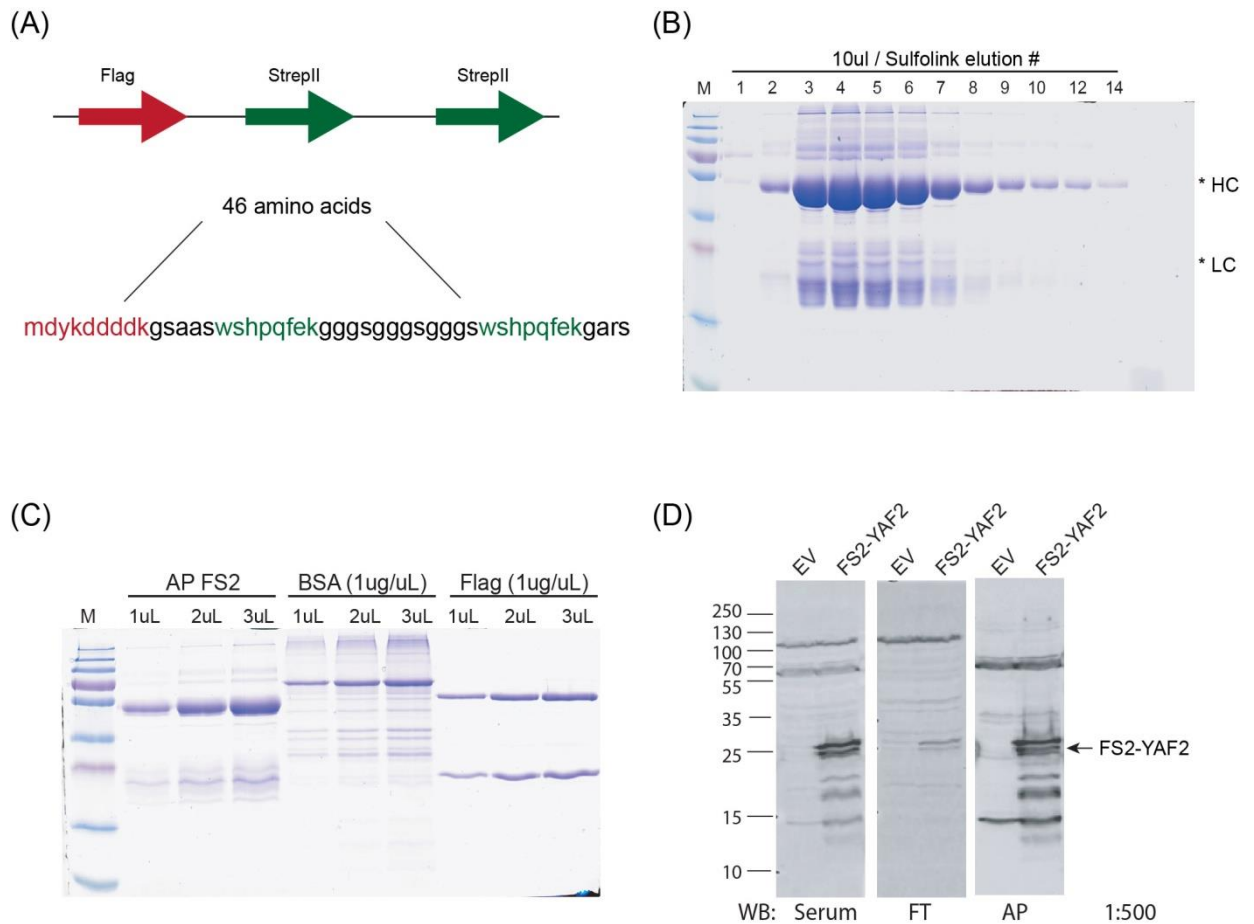 (A)
Flag StrepII StrepII
46 amino acids
mdykddddkgsaaswshpqfekgggsgggsgggswshpqfekgars
(B)
10ul / Sulfolink elution #
M 1 2 3 4 5 6 7 8 9 10 12 14
* HC
* LC
(C)
AP FS2 BSA (1ug/uL) Flag (1ug/uL)
M 1uL 2uL 3uL 1uL 2uL 3uL 1uL 2uL 3uL
(D)
EV FS2-YAF2 EV FS2-YAF2 EV FS2-YAF2
250
130
100
70
55
35
25
15
10
FS2-YAF2
WB: Serum FT AP 1:500